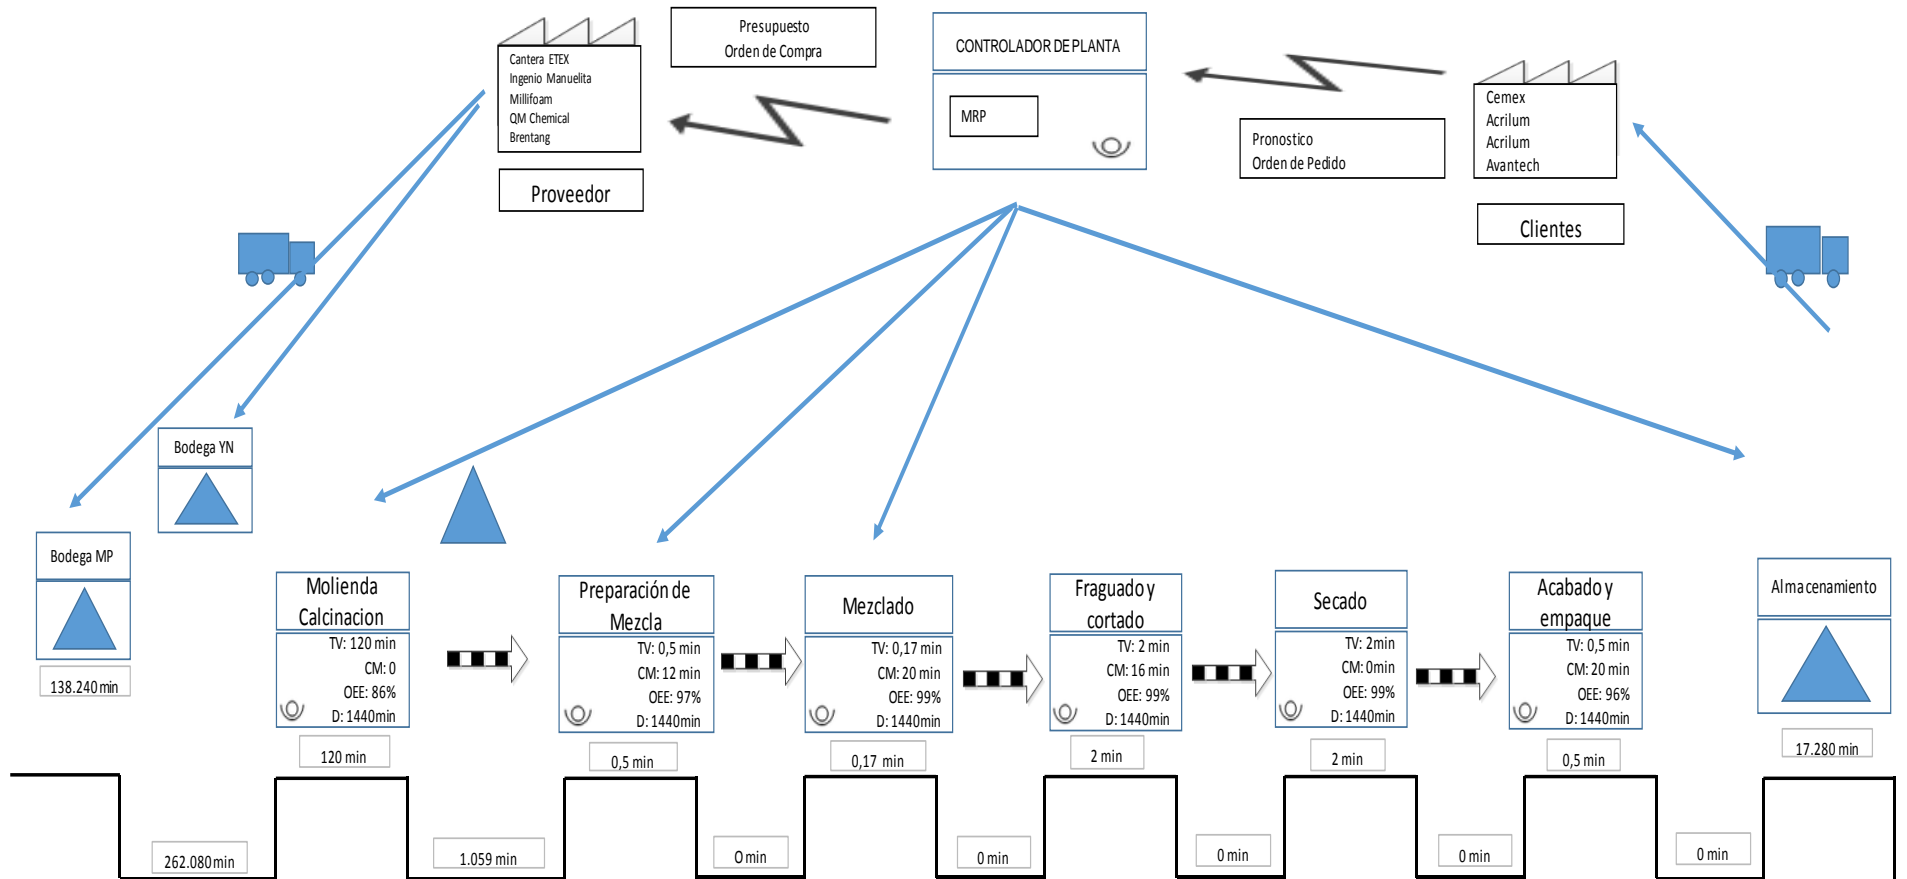 Presupuesto
Orden de Compra
CONTROLADOR DE PLANTA
MRP
Cantera ETEX
Ingenio Manuelita
Millifoam
QM Chemical
Brentang
Proveedor
Pronostico
Orden de Pedido
Cemex
Acrilum
Acrilum
Avantech
Clientes
Bodega YN
Bodega MP
138.240 min
Molienda
Calcinacion
TV: 120 min
CM: 0
OEE: 86%
D: 1440min
120 min
Preparación de
Mezcla
TV: 0,5 min
CM: 12 min
OEE: 97%
D: 1440min
0,5 min
Mezclado
TV: 0,17 min
CM: 20 min
OEE: 99%
D: 1440min
0,17 min
Fraguado y
cortado
TV: 2 min
CM: 16 min
OEE: 99%
D: 1440min
2 min
Secado
TV: 2min
CM: 0min
OEE: 99%
D: 1440min
2 min
Acabado y
empaque
TV: 0,5 min
CM: 20 min
OEE: 96%
D: 1440min
0,5 min
Almacenamiento
17.280 min
262.080 min
1.059 min
O min
0 min
0 min
0 min
0 min